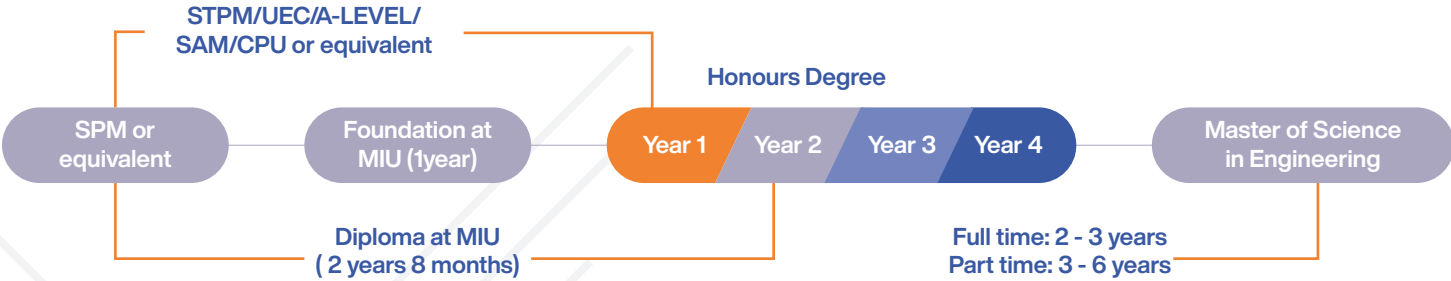 STPM/UEC/A-LEVEL/
SAM/CPU or equivalent
Honours Degree
SPM or
equivalent
Foundation at
MIU (1year)
Year 1
Year 2
Year 3
Year 4
Master of Science
in Engineering
Diploma at MIU
( 2 years 8 months)
Full time: 2 - 3 years
Part time: 3 - 6 years